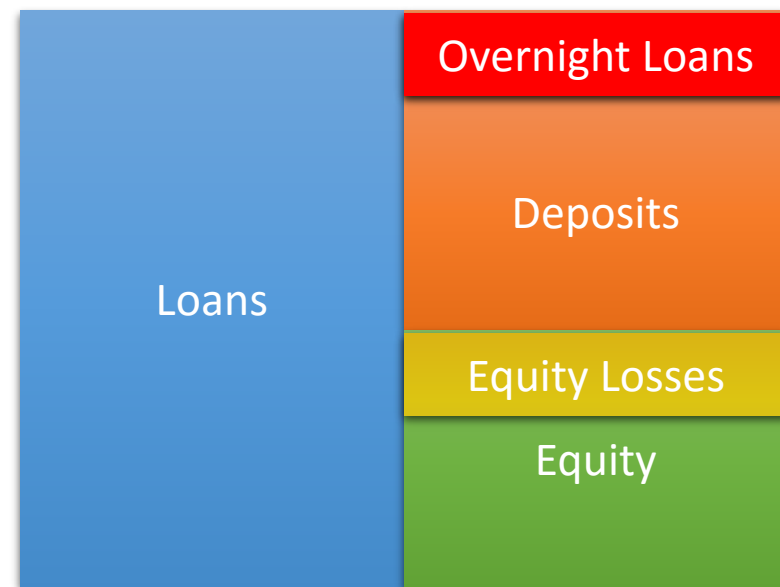 Loans
Overnight Loans
Deposits
Equity Losses
Equity